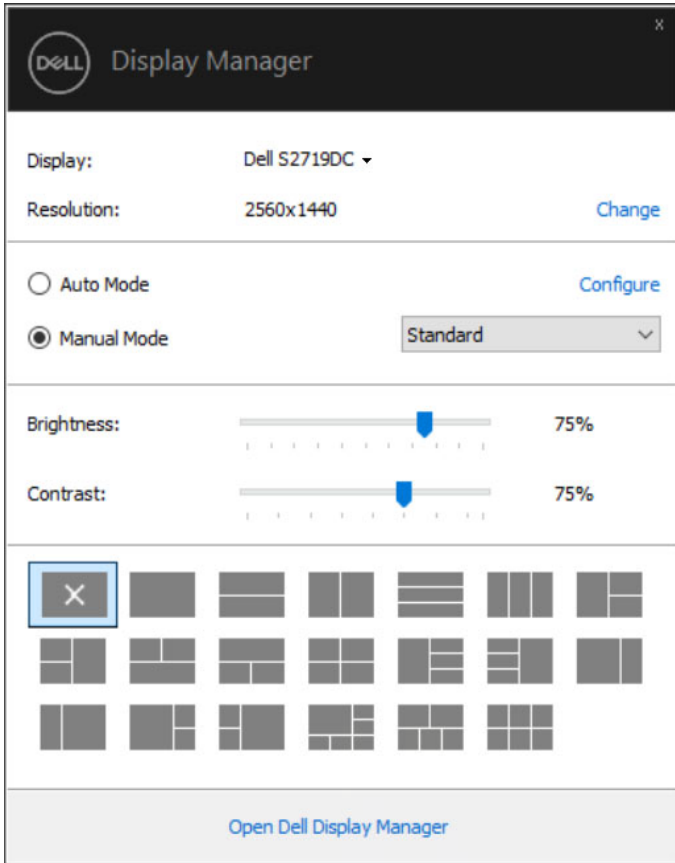 DELL Display Manager x
Display: Dell S2719DC
Resolution: 2560x1440 Change
Auto Mode Configure
Manual Mode Standard
Brightness: 75%
Contrast: 75%
Open Dell Display Manager